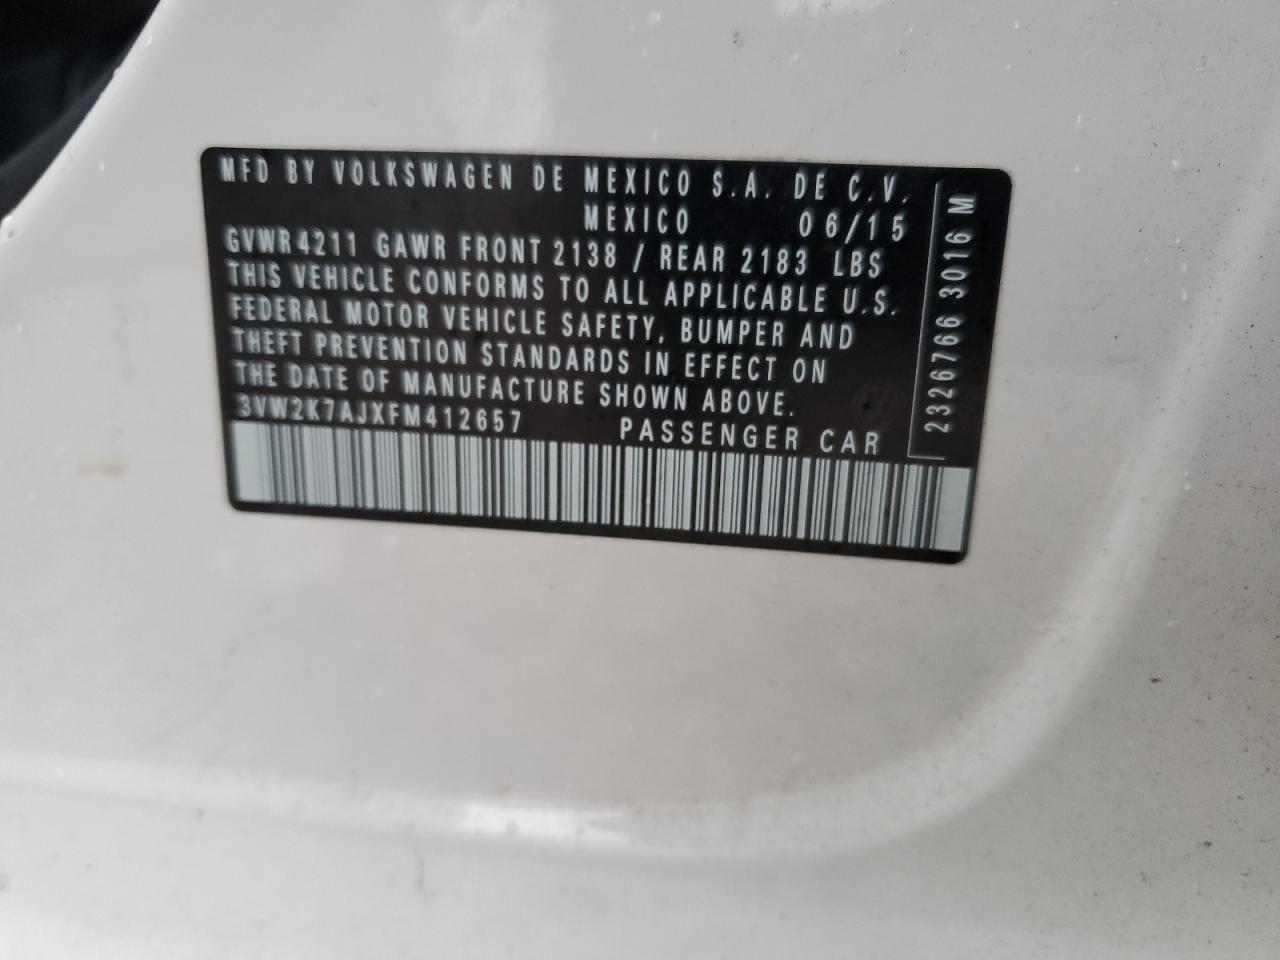 MFD BY VOLKSWAGEN DE MEXICO S.A. DE C.V.
MEXICO 06/15
GVWR 4211 GAWR FRONT 2138 / REAR 2183 LBS
THIS VEHICLE CONFORMS TO ALL APPLICABLE U.S.
FEDERAL MOTOR VEHICLE SAFETY, BUMPER AND
THEFT PREVENTION STANDARDS IN EFFECT ON
THE DATE OF MANUFACTURE SHOWN ABOVE.
3VW2K7AJXFM412657 PASSENGER CAR
2326766 3016 M